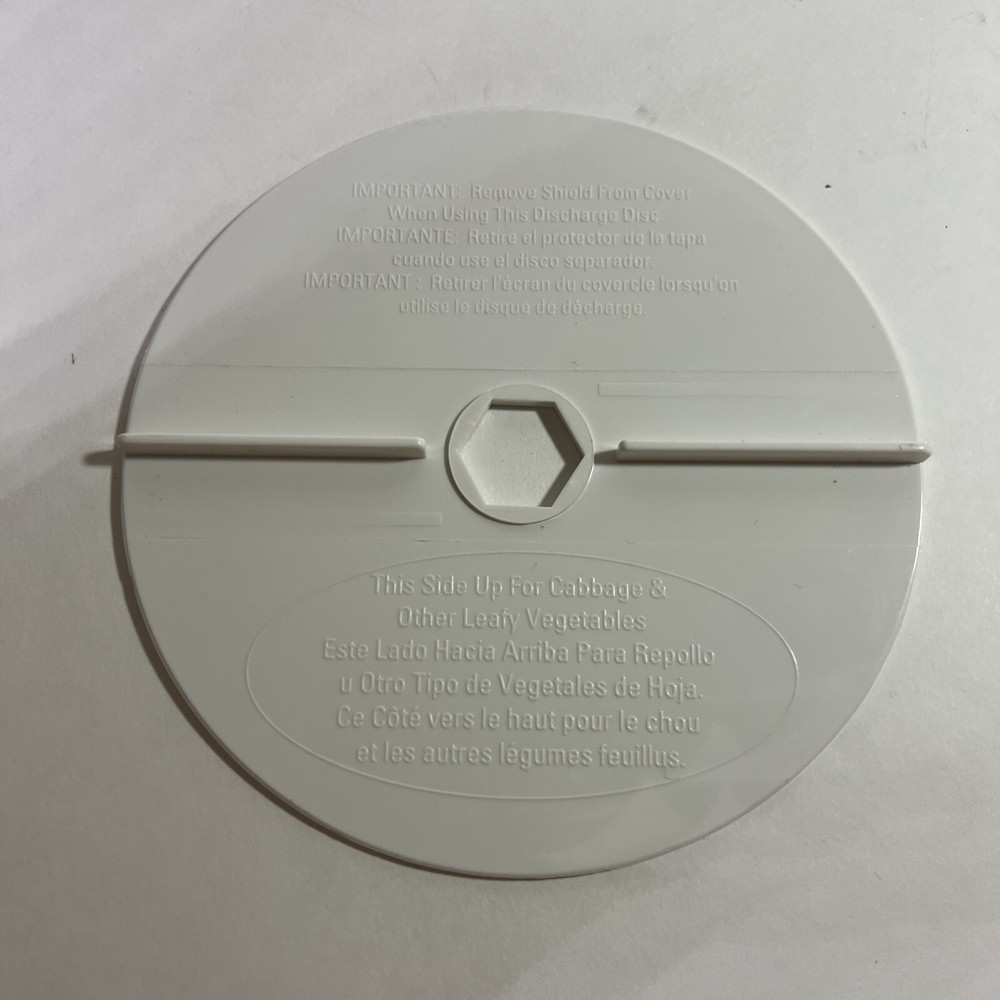 IMPORTANT: Remove Shield From Cover
When Using This Discharge Disc
IMPORTANTE: Retire el protector de la tapa
cuando use el disco separador.
IMPORTANT : Retirer l'écran du covercle lorsqu'on
utilise le disque de décharge.
This Side Up For Cabbage &
Other Leafy Vegetables
Este Lado Hacia Arriba Para Repollo
u Otro Tipo de Vegetales de Hoja.
Ce Côté vers le haut pour le chou
et les autres légumes feuillus.